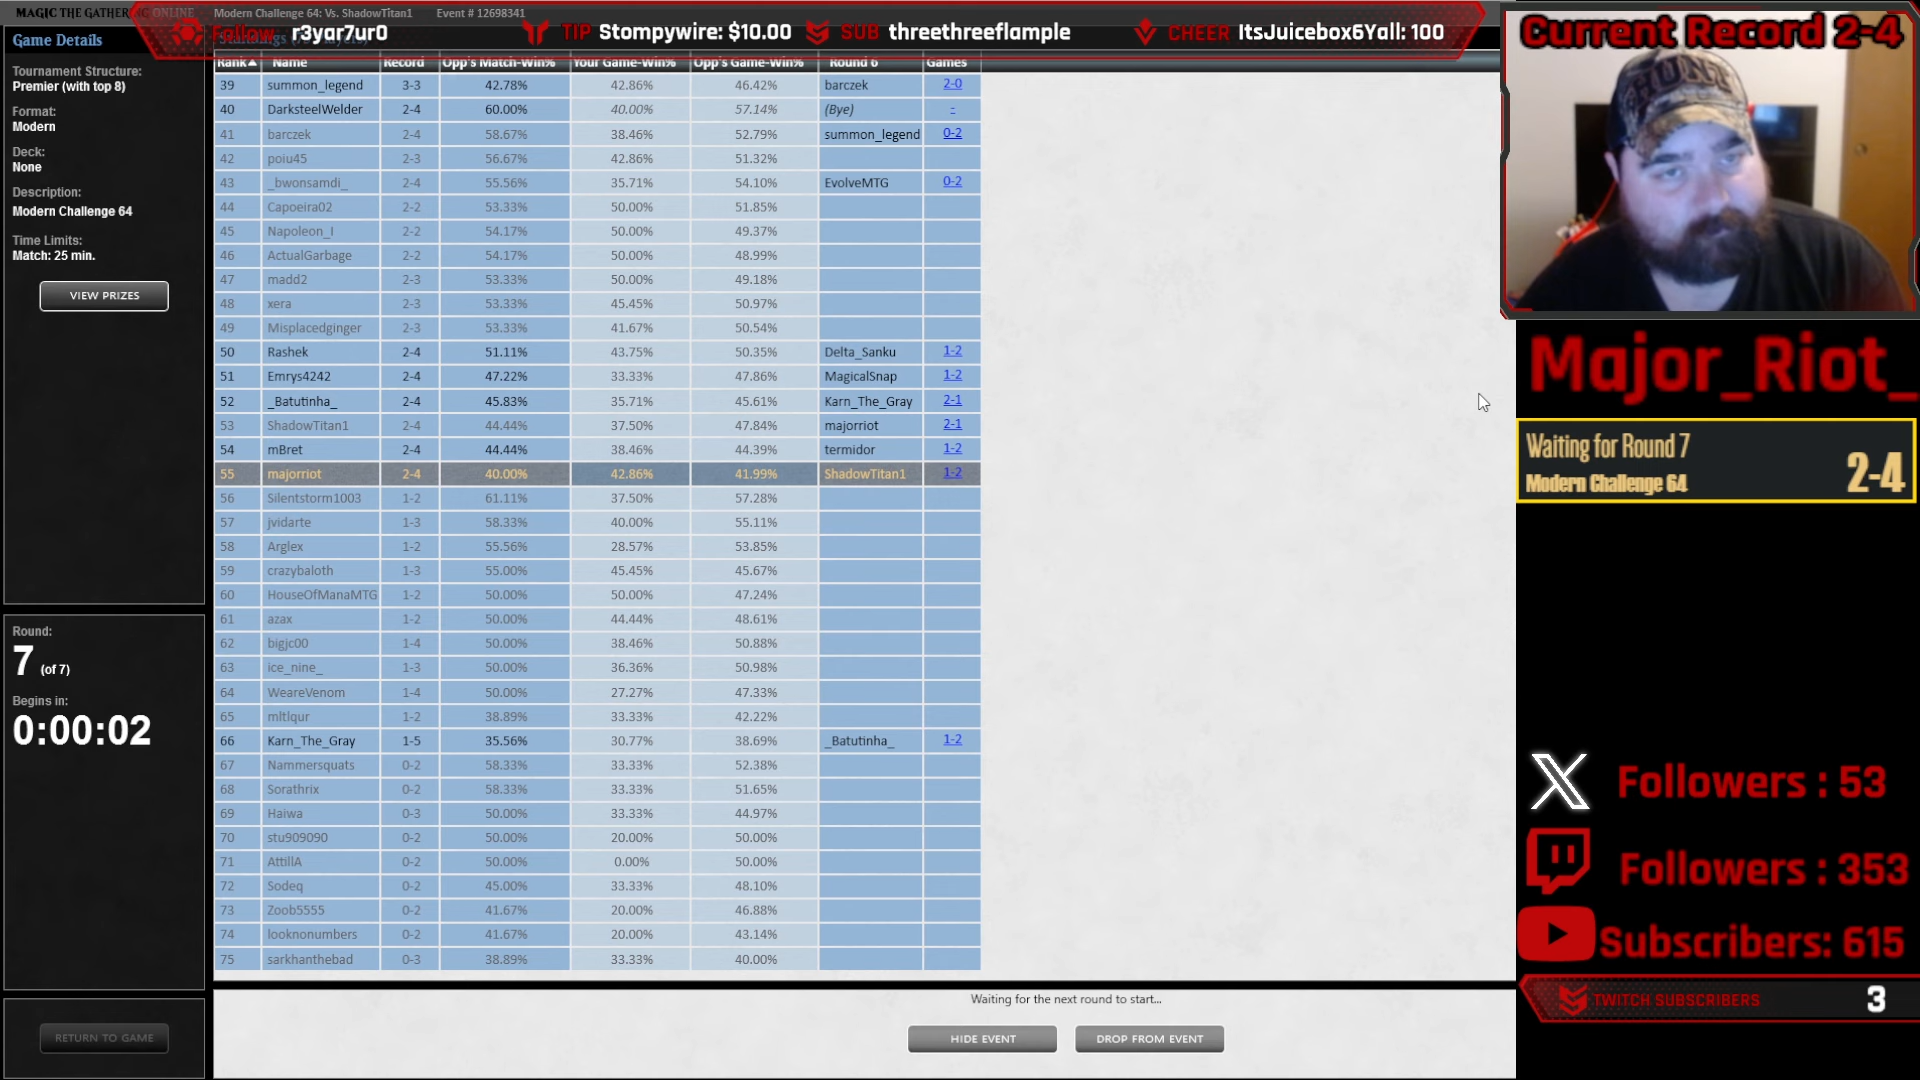 MAGIC THE GATHERING ONLINE Modern Challenge 64: Vs. ShadowTitan1 Event # 12698341
Follow r3yar7ur0 TIP Stompywire: $10.00 SUB threethreeflample CHEER ItsJuicebox6Yall: 100
Current Record 2-4
Game Details
Tournament Structure:
Premier (with top 8)
Format:
Modern
Deck:
None
Description:
Modern Challenge 64
Time Limits:
Match: 25 min.
VIEW PRIZES
Round:
7 (of 7)
Begins in:
0:00:02
RETURN TO GAME
Rank Name Record Opp's Match-Win% Your Game-Win% Opp's Game-Win% Round 6 Games
39 summon_legend 3-3 42.78% 42.86% 46.42% barczek 2-0
40 DarksteelWelder 2-4 60.00% 40.00% 57.14% (Bye) -
41 barczek 2-4 58.67% 38.46% 52.79% summon_legend 0-2
42 poiu45 2-3 56.67% 42.86% 51.32%
43 _bwonsamdi_ 2-4 55.56% 35.71% 54.10% EvolveMTG 0-2
44 Capoeira02 2-2 53.33% 50.00% 51.85%
45 Napoleon_I 2-2 54.17% 50.00% 49.37%
46 ActualGarbage 2-2 54.17% 50.00% 48.99%
47 madd2 2-3 53.33% 50.00% 49.18%
48 xera 2-3 53.33% 45.45% 50.97%
49 Misplacedginger 2-3 53.33% 41.67% 50.54%
50 Rashek 2-4 51.11% 43.75% 50.35% Delta_Sanku 1-2
51 Emrys4242 2-4 47.22% 33.33% 47.86% MagicalSnap 1-2
52 _Batutinha_ 2-4 45.83% 35.71% 45.61% Karn_The_Gray 2-1
53 ShadowTitan1 2-4 44.44% 37.50% 47.84% majorriot 2-1
54 mBret 2-4 44.44% 38.46% 44.39% termidor 1-2
55 majorriot 2-4 40.00% 42.86% 41.99% ShadowTitan1 1-2
56 Silentstorm1003 1-2 61.11% 37.50% 57.28%
57 jvidarte 1-3 58.33% 40.00% 55.11%
58 Arglex 1-2 55.56% 28.57% 53.85%
59 crazybaloth 1-3 55.00% 45.45% 45.67%
60 HouseOfManaMTG 1-2 50.00% 50.00% 47.24%
61 azax 1-2 50.00% 44.44% 48.61%
62 bigjc00 1-4 50.00% 38.46% 50.88%
63 ice_nine_ 1-3 50.00% 36.36% 50.98%
64 WeareVenom 1-4 50.00% 27.27% 47.33%
65 mltlqur 1-2 38.89% 33.33% 42.22%
66 Karn_The_Gray 1-5 35.56% 30.77% 38.69% _Batutinha_ 1-2
67 Nammersquats 0-2 58.33% 33.33% 52.38%
68 Sorathrix 0-2 58.33% 33.33% 51.65%
69 Haiwa 0-3 50.00% 33.33% 44.97%
70 stu909090 0-2 50.00% 20.00% 50.00%
71 AttillA 0-2 50.00% 0.00% 50.00%
72 Sodeq 0-2 45.00% 33.33% 48.10%
73 Zoob5555 0-2 41.67% 20.00% 46.88%
74 looknonumbers 0-2 41.67% 20.00% 43.14%
75 sarkhanthebad 0-3 38.89% 33.33% 40.00%
Waiting for the next round to start...
HIDE EVENT DROP FROM EVENT
Major_Riot_
Waiting for Round 7
Modern Challenge 64
2-4
X Followers : 53
Followers : 353
Subscribers: 615
TWITCH SUBSCRIBERS 3